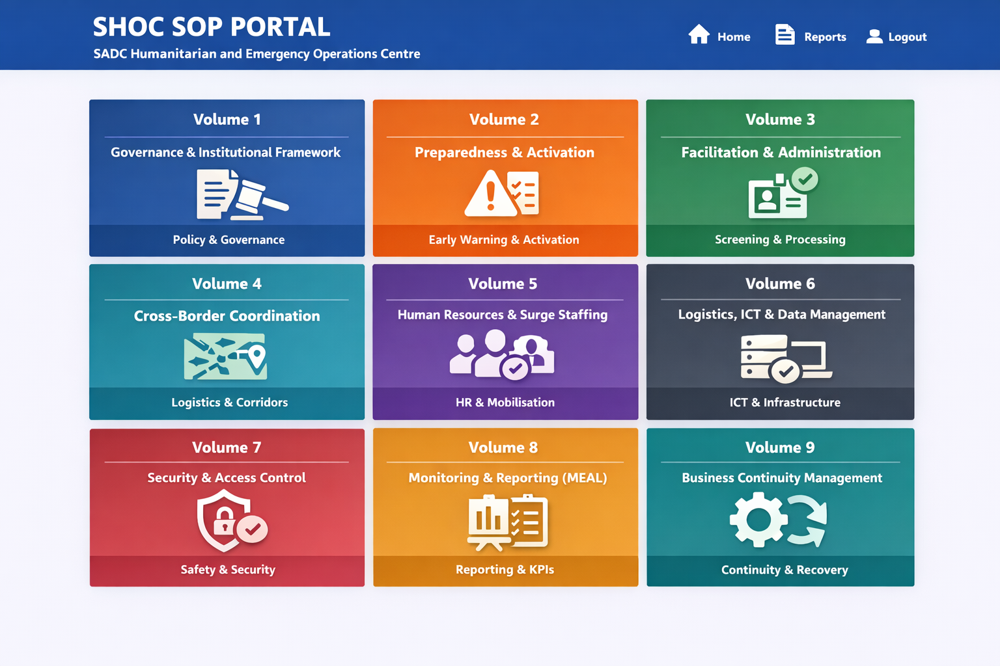 SHOC SOP PORTAL
SADC Humanitarian and Emergency Operations Centre
Home
Reports
Logout
Volume 1
Governance & Institutional Framework
Policy & Governance
Volume 2
Preparedness & Activation
Early Warning & Activation
Volume 3
Facilitation & Administration
Screening & Processing
Volume 4
Cross-Border Coordination
Logistics & Corridors
Volume 5
Human Resources & Surge Staffing
HR & Mobilisation
Volume 6
Logistics, ICT & Data Management
ICT & Infrastructure
Volume 7
Security & Access Control
Safety & Security
Volume 8
Monitoring & Reporting (MEAL)
Reporting & KPIs
Volume 9
Business Continuity Management
Continuity & Recovery